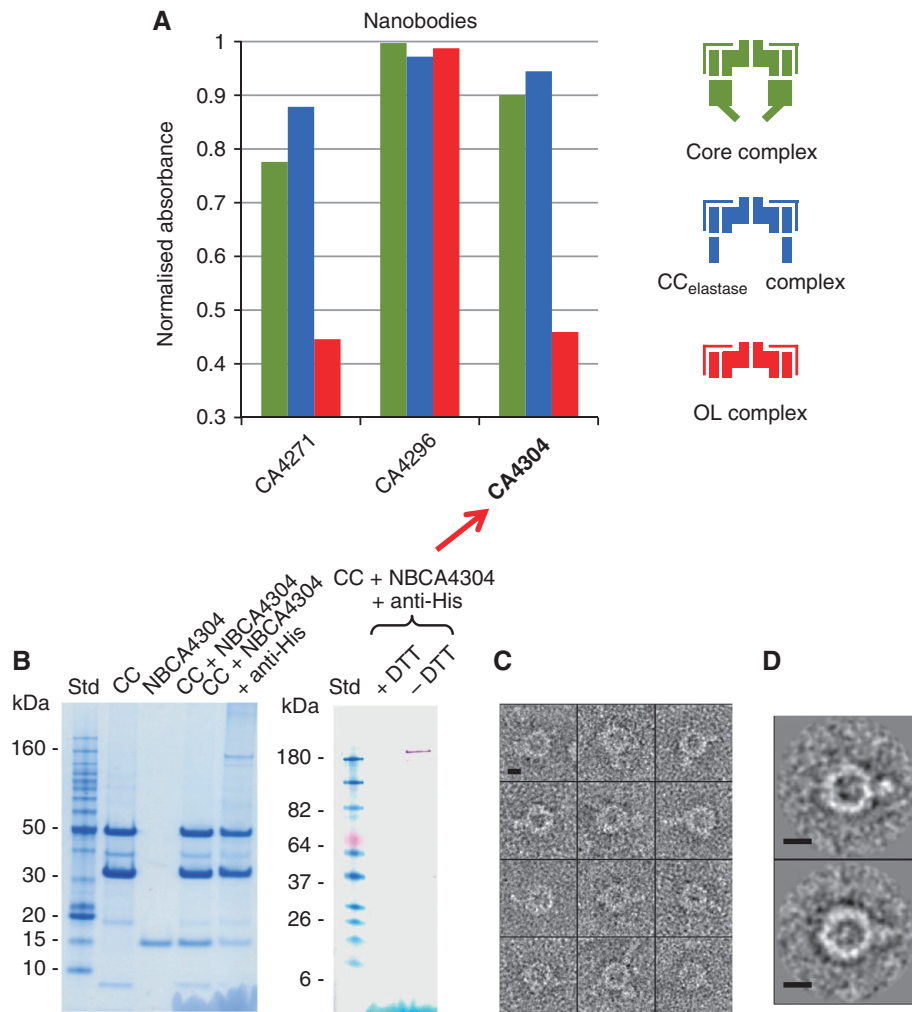 A
Nanobodies
Normalised absorbance
1
0.9
0.8
0.7
0.6
0.5
0.4
0.3
CA4271
CA4296
CA4304
Core complex
CCelastase complex
OL complex
B
kDa
Std
CC
NBCA4304
CC + NBCA4304
CC + NBCA4304
+ anti-His
160 -
50 -
30 -
20 -
15 -
10 -
CC + NBCA4304
+ anti-His
kDa
Std
+ DTT
– DTT
180 -
82 -
64 -
37 -
26 -
6 -
C
D